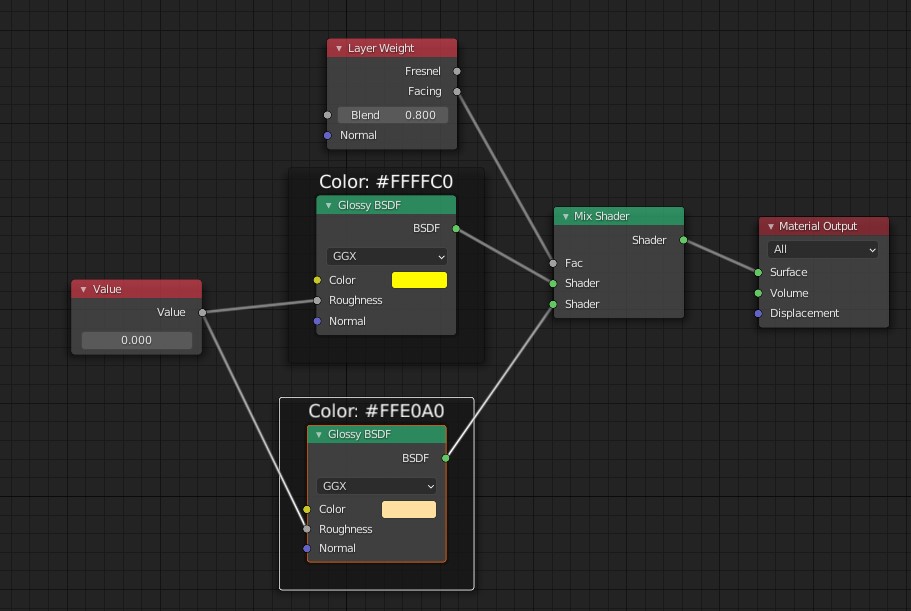 Layer Weight
Fresnel
Facing
Blend 0.800
Normal
Color: #FFFFC0
Glossy BSDF
BSDF
GGX
Color
Roughness
Normal
Value
Value
0.000
Color: #FFE0A0
Glossy BSDF
BSDF
GGX
Color
Roughness
Normal
Mix Shader
Shader
Fac
Shader
Shader
Material Output
All
Surface
Volume
Displacement